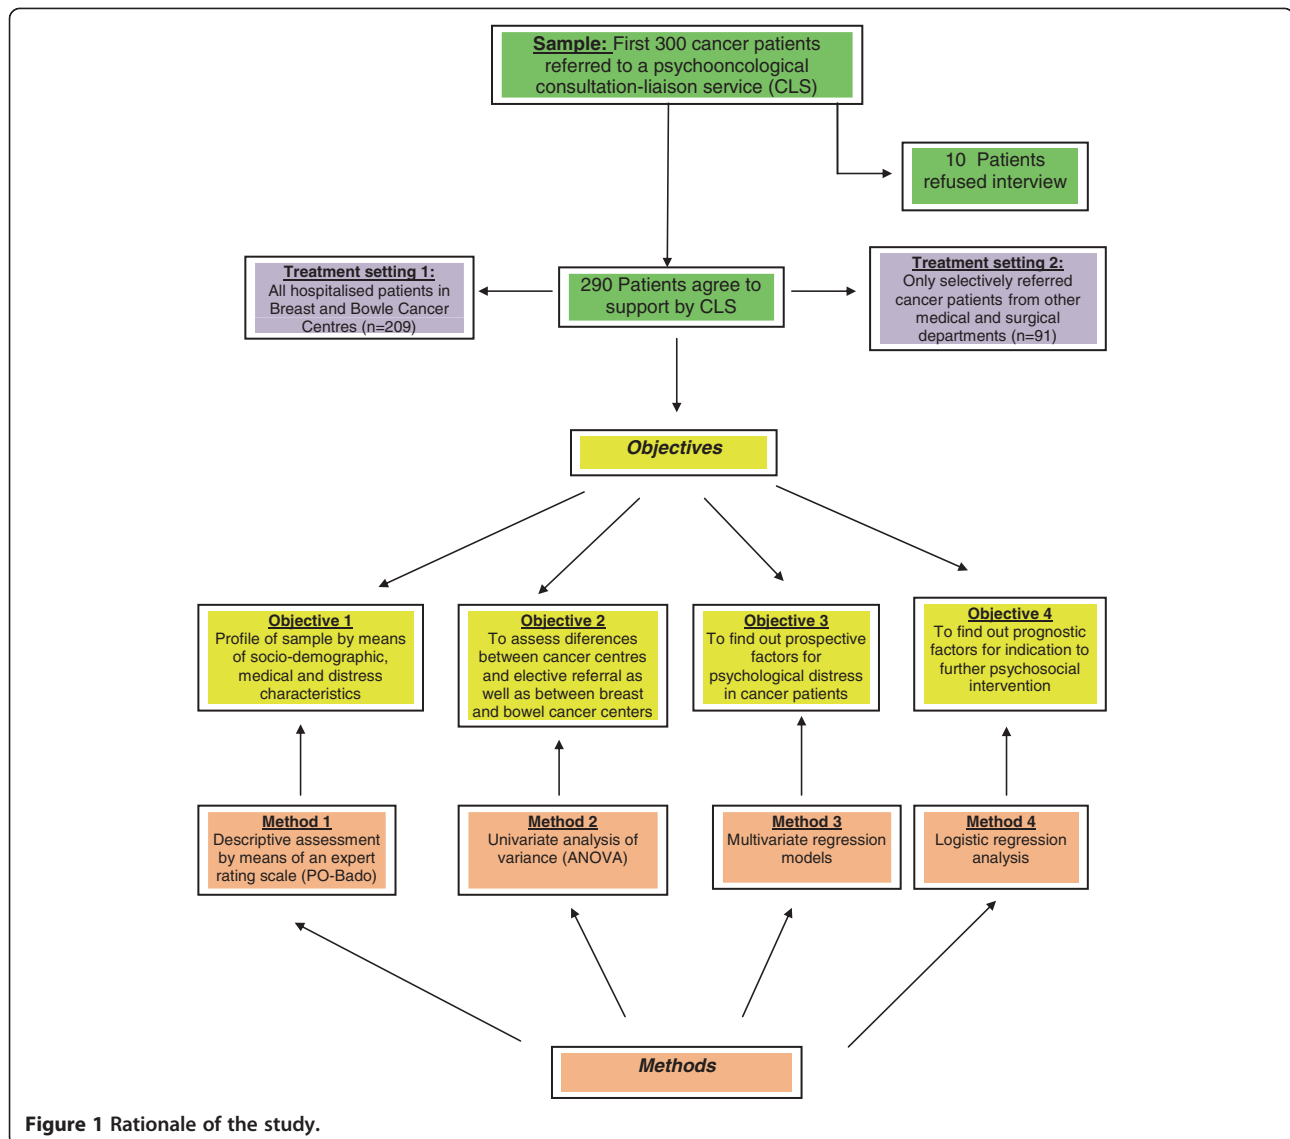 Sample: First 300 cancer patients
referred to a psychooncological
consultation-liaison service (CLS)
10 Patients
refused interview
Treatment setting 1:
All hospitalised patients in
Breast and Bowle Cancer
Centres (n=209)
290 Patients agree to
support by CLS
Treatment setting 2:
Only selectively referred
cancer patients from other
medical and surgical
departments (n=91)
Objectives
Objective 1
Profile of sample by means
of socio-demographic,
medical and distress
characteristics
Objective 2
To assess diferences
between cancer centres
and elective referral as
well as between breast
and bowel cancer centers
Objective 3
To find out prospective
factors for
psychological distress
in cancer patients
Objective 4
To find out prognostic
factors for indication to
further psychosocial
intervention
Method 1
Descriptive assessment
by means of an expert
rating scale (PO-Bado)
Method 2
Univariate analysis of
variance (ANOVA)
Method 3
Multivariate regression
models
Method 4
Logistic regression
analysis
Methods
Figure 1 Rationale of the study.